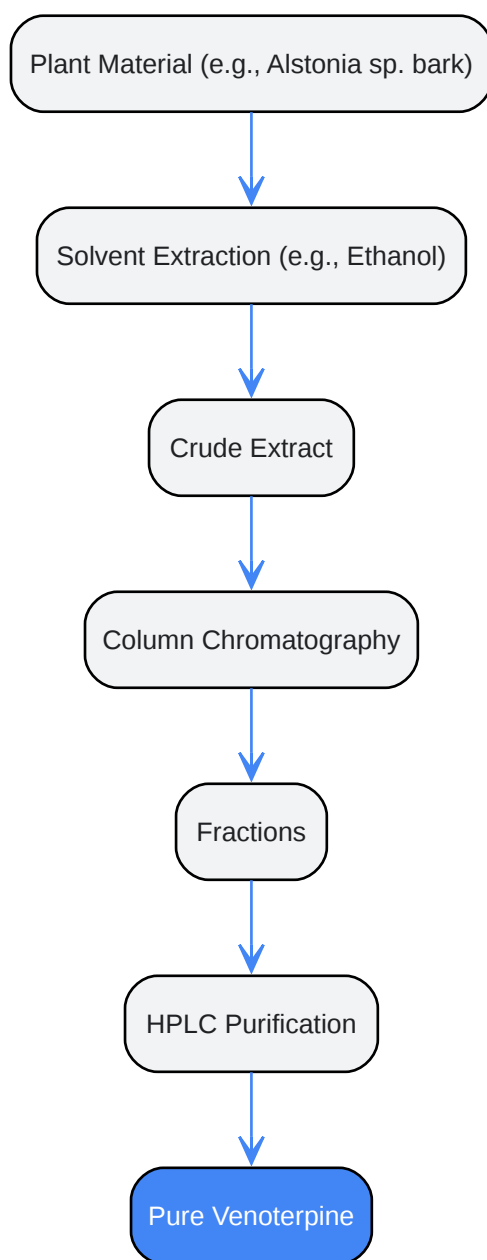 Plant Material (e.g., Alstonia sp. bark)
Solvent Extraction (e.g., Ethanol)
Crude Extract
Column Chromatography
Fractions
HPLC Purification
Pure Venoterpine